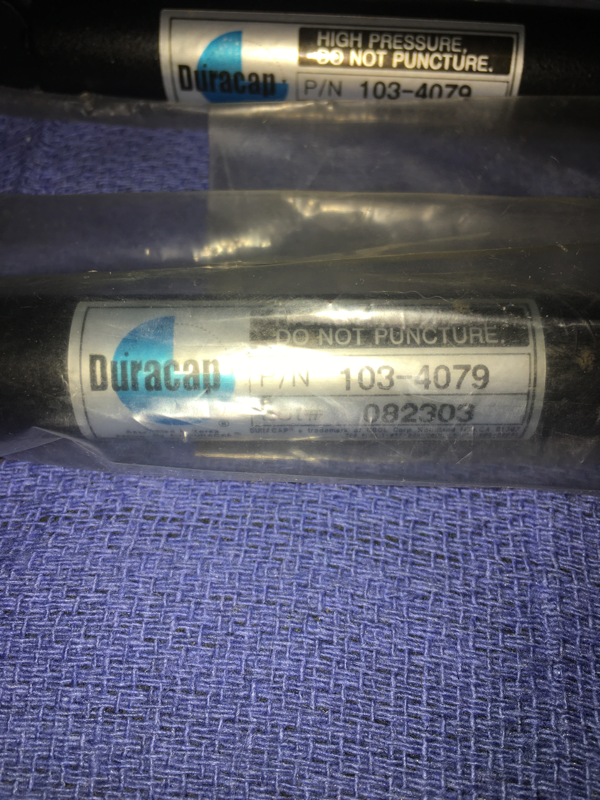 Duracap
HIGH PRESSURE,
DO NOT PUNCTURE.
P/N 103-4079
Duracap
DO NOT PUNCTURE.
P/N 103-4079
082303